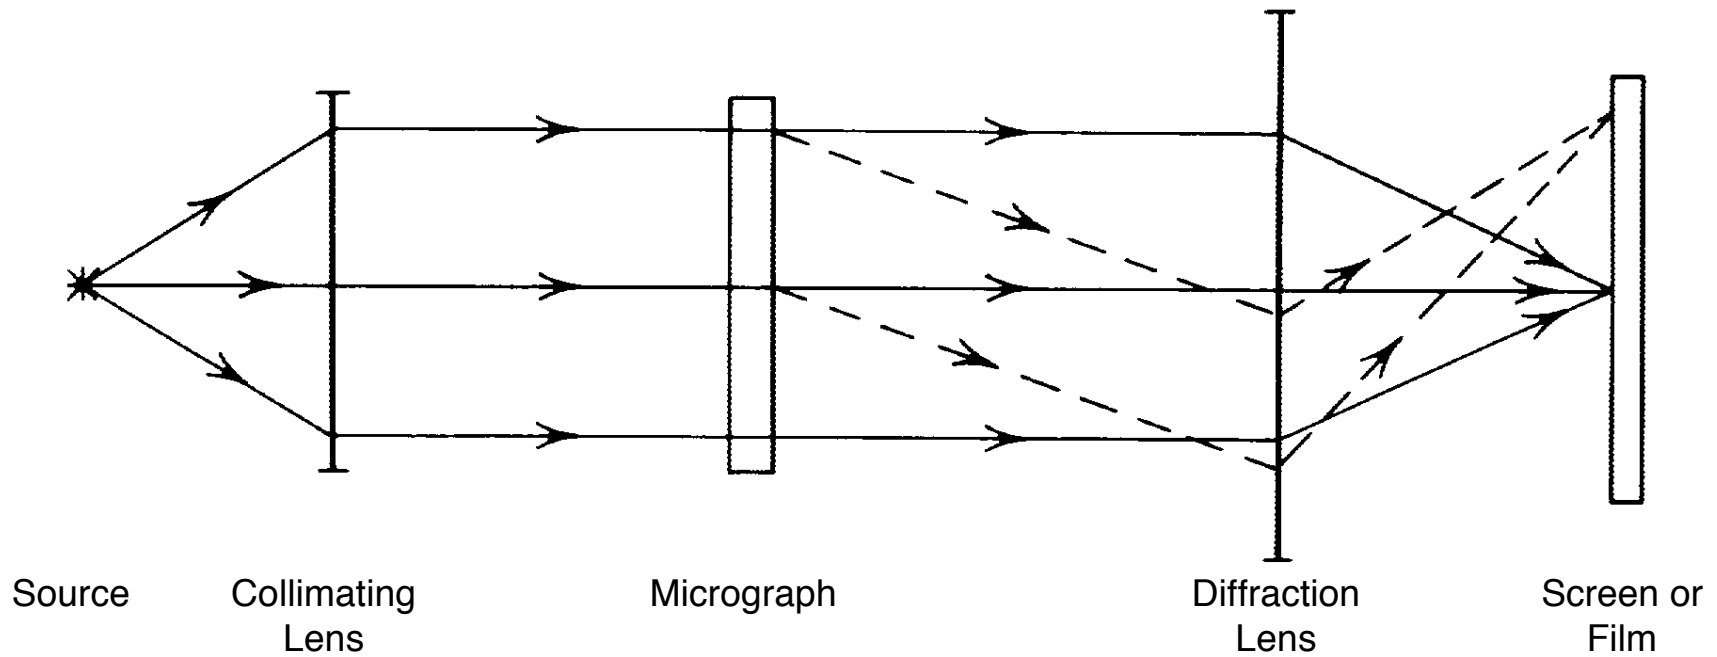 Source
Collimating
Lens
Micrograph
Diffraction
Lens
Screen or
Film